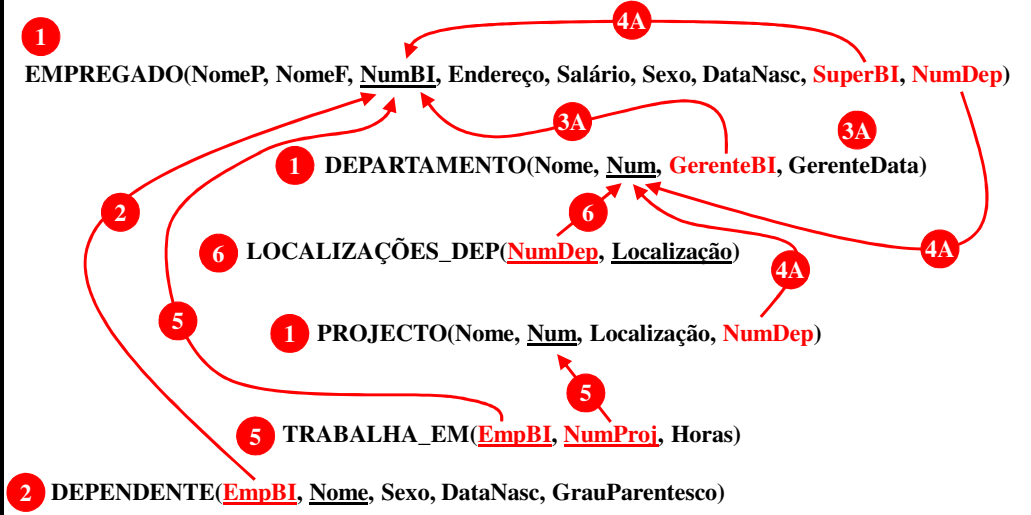 4A
1
EMPREGADO(NomeP, NomeF, NumBI, Endereço, Salário, Sexo, DataNasc, SuperBI, NumDep)
3A
3A
1 DEPARTAMENTO(Nome, Num, GerenteBI, GerenteData)
2
6
6 LOCALIZAÇÕES_DEP(NumDep, Localização)
4A
4A
5
1 PROJECTO(Nome, Num, Localização, NumDep)
5
5 TRABALHA_EM(EmpBI, NumProj, Horas)
2 DEPENDENTE(EmpBI, Nome, Sexo, DataNasc, GrauParentesco)